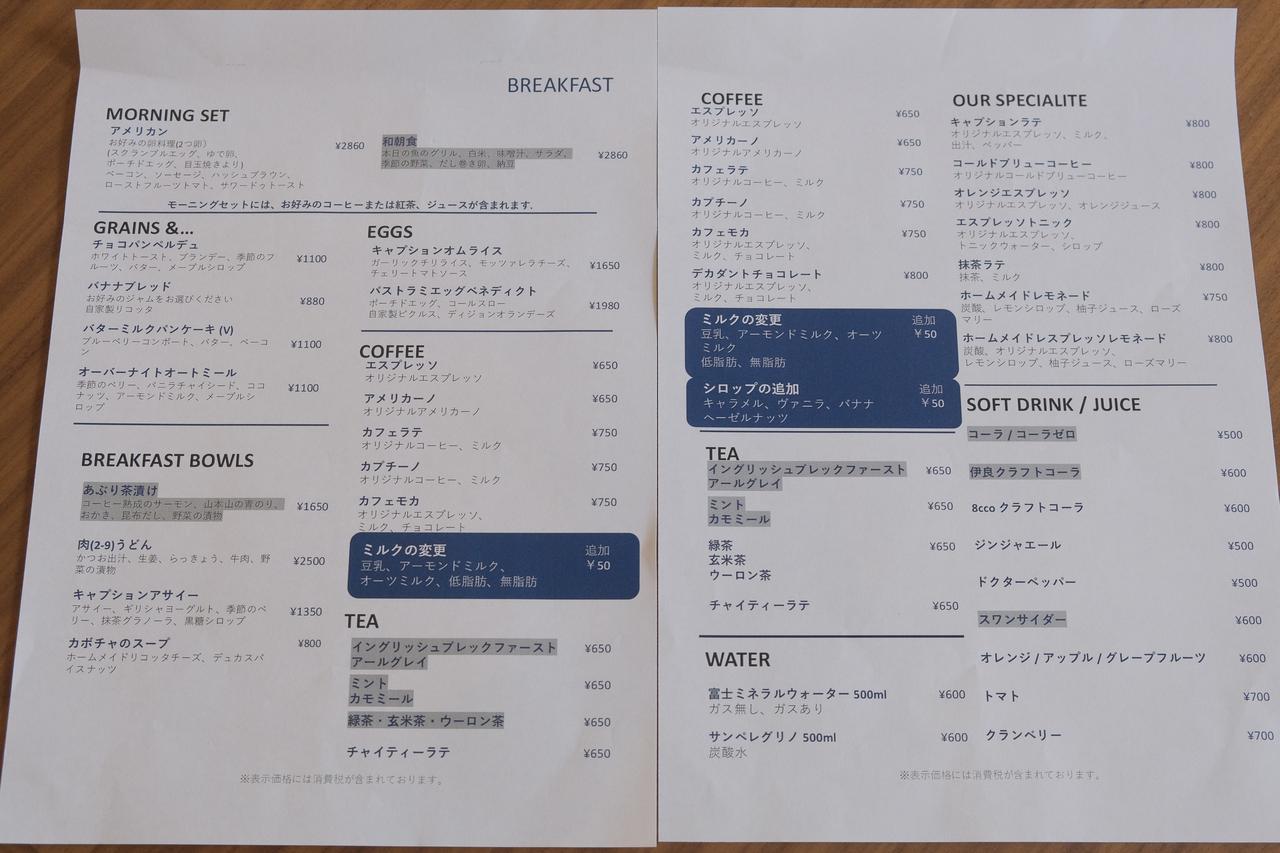 BREAKFAST
MORNING SET
アメリカン
お好みの卵料理(2つ卵)
(スクランブルエッグ、ゆで卵、
ポーチドエッグ、目玉焼きより)
ベーコン、ソーセージ、ハッシュブラウン、
ローストフルーツトマト、サワードゥトースト
¥2860
和朝食
本日の魚のグリル、白米、味噌汁、サラダ、
季節の野菜、だし巻き卵、納豆
¥2860
モーニングセットには、お好みのコーヒーまたは紅茶、ジュースが含まれます.
GRAINS &...
チョコパンペルデュ
ホワイトトースト、ブランデー、季節のフ
ルーツ、バター、メープルシロップ
¥1100
バナナブレッド
お好みのジャムをお選びください
自家製リコッタ
¥880
バターミルクパンケーキ (V)
ブルーベリーコンポート、バター、ベーコ
ン
¥1100
オーバーナイトオートミール
季節のベリー、バニラチャイシード、ココ
ナッツ、アーモンドミルク、メープルシ
ロップ
¥1100
BREAKFAST BOWLS
あぶり茶漬け
コーヒー熟成のサーモン、山本山の青のり、
おかき、昆布だし、野菜の漬物
¥1650
肉(2-9)うどん
かつお出汁、生姜、らっきょう、牛肉、野
菜の漬物
¥2500
キャプションアサイー
アサイー、ギリシャヨーグルト、季節のベ
リー、抹茶グラノーラ、黒糖シロップ
¥1350
カボチャのスープ
ホームメイドリコッタチーズ、デュカスパ
イスナッツ
¥800
EGGS
キャプションオムライス
ガーリックチリライス、モッツァレラチーズ、
チェリートマトソース
¥1650
パストラミエッグベネディクト
ポーチドエッグ、コールスロー
自家製ピクルス、ディジョンオランデーズ
¥1980
COFFEE
エスプレッソ
オリジナルエスプレッソ
¥650
アメリカーノ
オリジナルアメリカーノ
¥650
カフェラテ
オリジナルコーヒー、ミルク
¥750
カプチーノ
オリジナルコーヒー、ミルク
¥750
カフェモカ
オリジナルエスプレッソ、
ミルク、チョコレート
¥750
ミルクの変更 追加
豆乳、アーモンドミルク、 ¥50
オーツミルク、低脂肪、無脂肪
TEA
イングリッシュブレックファースト
アールグレイ
¥650
ミント
カモミール
¥650
緑茶・玄米茶・ウーロン茶 ¥650
チャイティーラテ ¥650
※表示価格には消費税が含まれております。
COFFEE
エスプレッソ
オリジナルエスプレッソ
¥650
アメリカーノ
オリジナルアメリカーノ
¥650
カフェラテ
オリジナルコーヒー、ミルク
¥750
カプチーノ
オリジナルコーヒー、ミルク
¥750
カフェモカ
オリジナルエスプレッソ、
ミルク、チョコレート
¥750
デカダントチョコレート
オリジナルエスプレッソ、
ミルク、チョコレート
¥800
ミルクの変更 追加
豆乳、アーモンドミルク、オーツ ¥50
ミルク
低脂肪、無脂肪
シロップの追加 追加
キャラメル、ヴァニラ、バナナ ¥50
ヘーゼルナッツ
TEA
イングリッシュブレックファースト
アールグレイ
¥650
ミント
カモミール
¥650
緑茶
玄米茶
ウーロン茶
¥650
チャイティーラテ ¥650
WATER
富士ミネラルウォーター 500ml
ガス無し、ガスあり
¥600
サンペレグリノ 500ml
炭酸水
¥600
OUR SPECIALITE
キャプションラテ
オリジナルエスプレッソ、ミルク、
出汁、ペッパー
¥800
コールドブリューコーヒー
オリジナルコールドブリューコーヒー
¥800
オレンジエスプレッソ
オリジナルエスプレッソ、オレンジジュース
¥800
エスプレッソトニック
オリジナルエスプレッソ、
トニックウォーター、シロップ
¥800
抹茶ラテ
抹茶、ミルク
¥800
ホームメイドレモネード
炭酸、レモンシロップ、柚子ジュース、ローズ
マリー
¥750
ホームメイドレスプレッソレモネード
炭酸、オリジナルエスプレッソ、
レモンシロップ、柚子ジュース、ローズマリー
¥800
SOFT DRINK / JUICE
コーラ / コーラゼロ ¥500
伊良クラフトコーラ ¥600
8cco クラフトコーラ ¥600
ジンジャエール ¥500
ドクターペッパー ¥500
スワンサイダー ¥600
オレンジ / アップル / グレープフルーツ ¥600
トマト ¥700
クランベリー ¥700
※表示価格には消費税が含まれております。